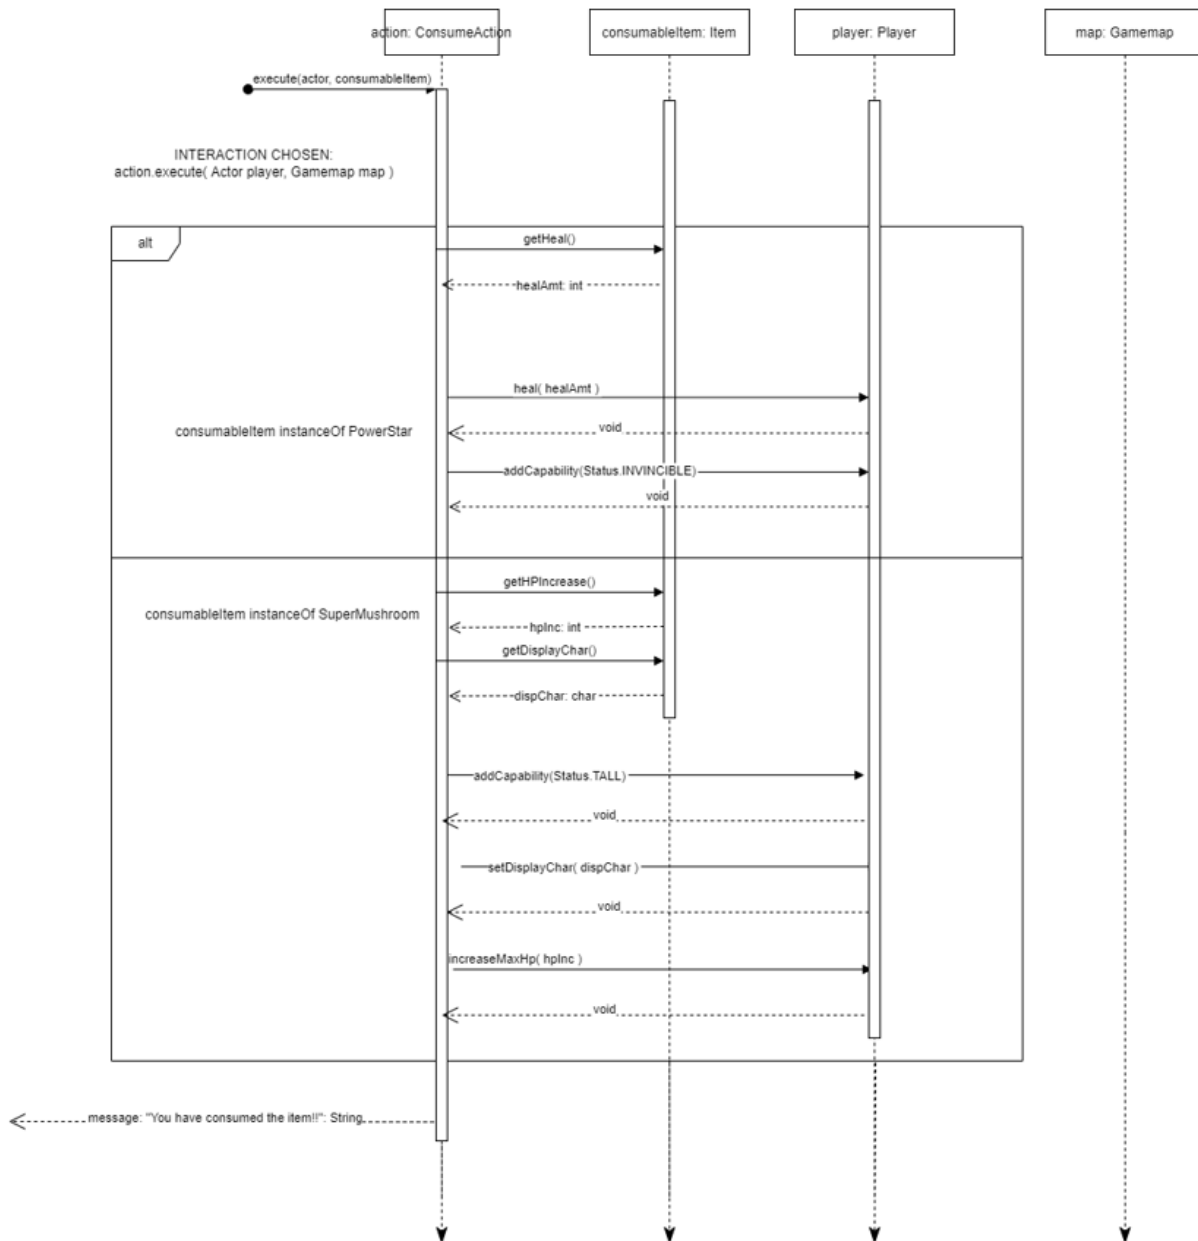 action: ConsumeAction
consumableItem: Item
player: Player
map: Gamemap
execute(actor, consumableItem)
INTERACTION CHOSEN:
action.execute( Actor player, Gamemap map )
alt
getHeal()
healAmt: int
heal( healAmt )
consumableItem instanceOf PowerStar
void
addCapability(Status.INVINCIBLE)
void
getHPIncrease()
consumableItem instanceOf SuperMushroom
hpInc: int
getDisplayChar()
dispChar: char
addCapability(Status.TALL)
void
setDisplayChar( dispChar )
void
increaseMaxHp( hpInc )
void
message: "You have consumed the item!!": String